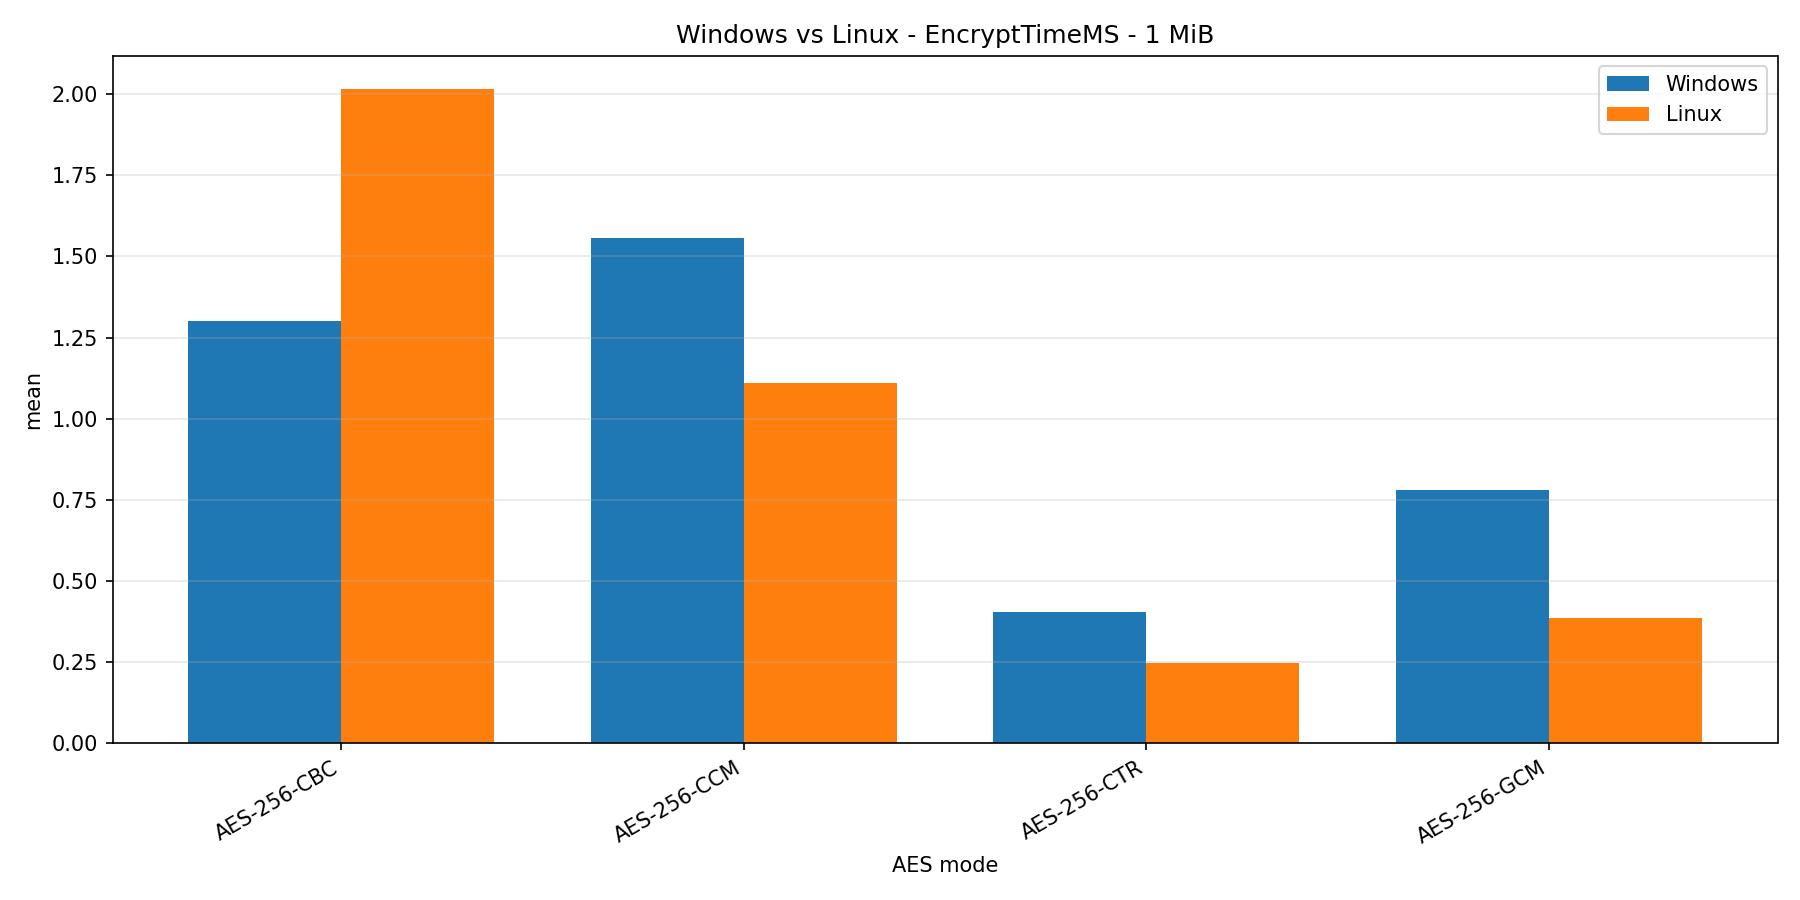 Windows vs Linux - EncryptTimeMS - 1 MiB
Windows
Linux
2.00
1.75
1.50
1.25
1.00
0.75
0.50
0.25
0.00
mean
AES-256-CBC
AES-256-CCM
AES-256-CTR
AES-256-GCM
AES mode